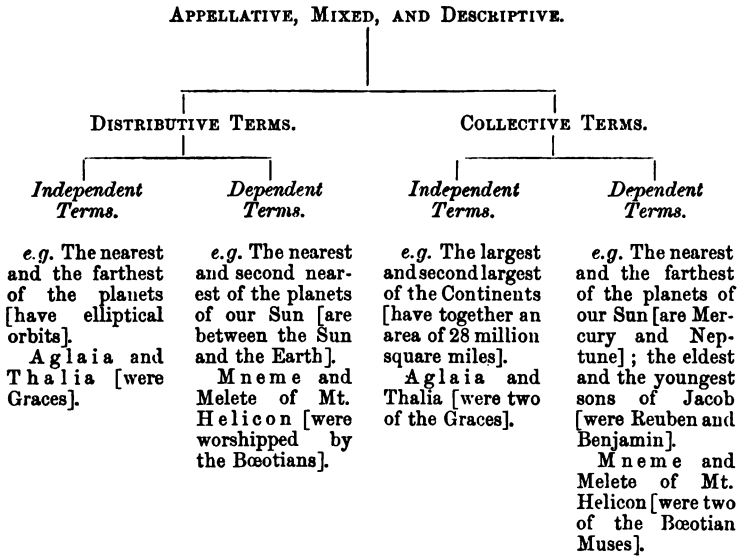 APPELLATIVE, MIXED, AND DESCRIPTIVE.
DISTRIBUTIVE TERMS.
COLLECTIVE TERMS.
Independent
Terms.
Dependent
Terms.
Independent
Terms.
Dependent
Terms.
e.g. The nearest
and the farthest
of the planets
[have elliptical
orbits].
Aglaia and
Thalia [were
Graces].
e.g. The nearest
and second near-
est of the planets
of our Sun [are
between the Sun
and the Earth].
Mneme and
Melete of Mt.
Helicon [were
worshipped by
the Bœotians].
e.g. The largest
and second largest
of the Continents
[have together an
area of 28 million
square miles].
Aglaia and
Thalia [were two
of the Graces].
e.g. The nearest
and the farthest
of the planets of
our Sun [are Mer-
cury and Nep-
tune]; the eldest
and the youngest
sons of Jacob
[were Reuben and
Benjamin].
Mneme and
Melete of Mt.
Helicon [were two
of the Bœotian
Muses].